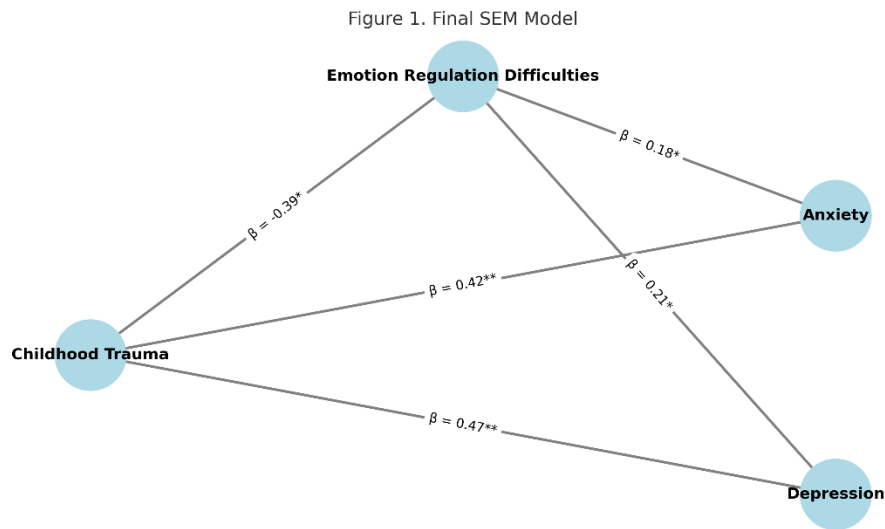 Figure 1. Final SEM Model
Emotion Regulation Difficulties
β = 0.18*
β = -0.39*
Anxiety
β = 0.21*
β = 0.42**
Childhood Trauma
β = 0.47**
Depression